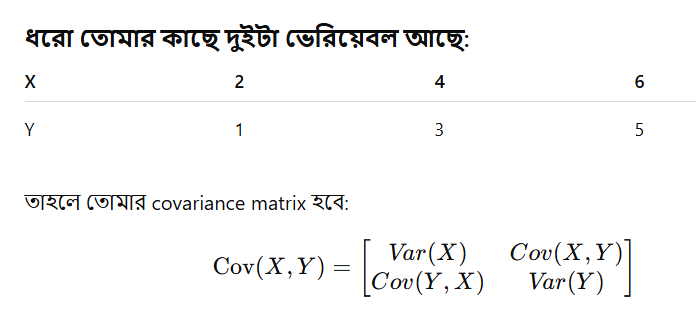 ধরো তোমার কাছে দুইটা ভেরিয়েবল আছে:
X 2 4 6
Y 1 3 5
তাহলে তোমার covariance matrix হবে:
Cov(X, Y) = [Var(X) Cov(X, Y)
Cov(Y, X) Var(Y)]